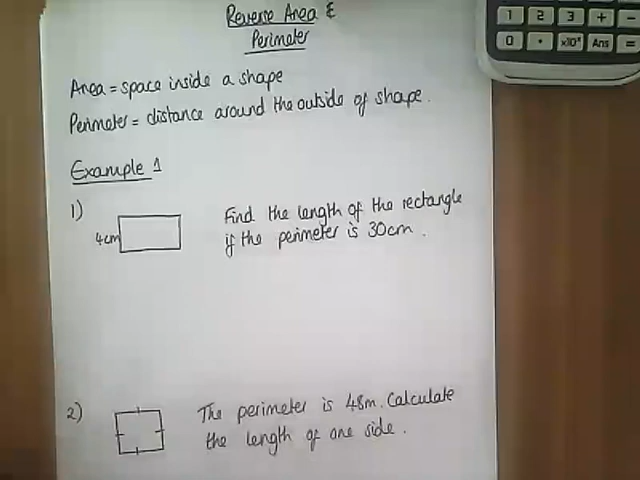 Reverse Area &
Perimeter
Area = space inside a shape
Perimeter = distance around the outside of shape.
Example 1
1)
4cm
Find the length of the rectangle
if the perimeter is 30cm.
2)
The perimeter is 48m. Calculate
the length of one side.
1 2 3 + −
0 · ×10ˣ Ans =